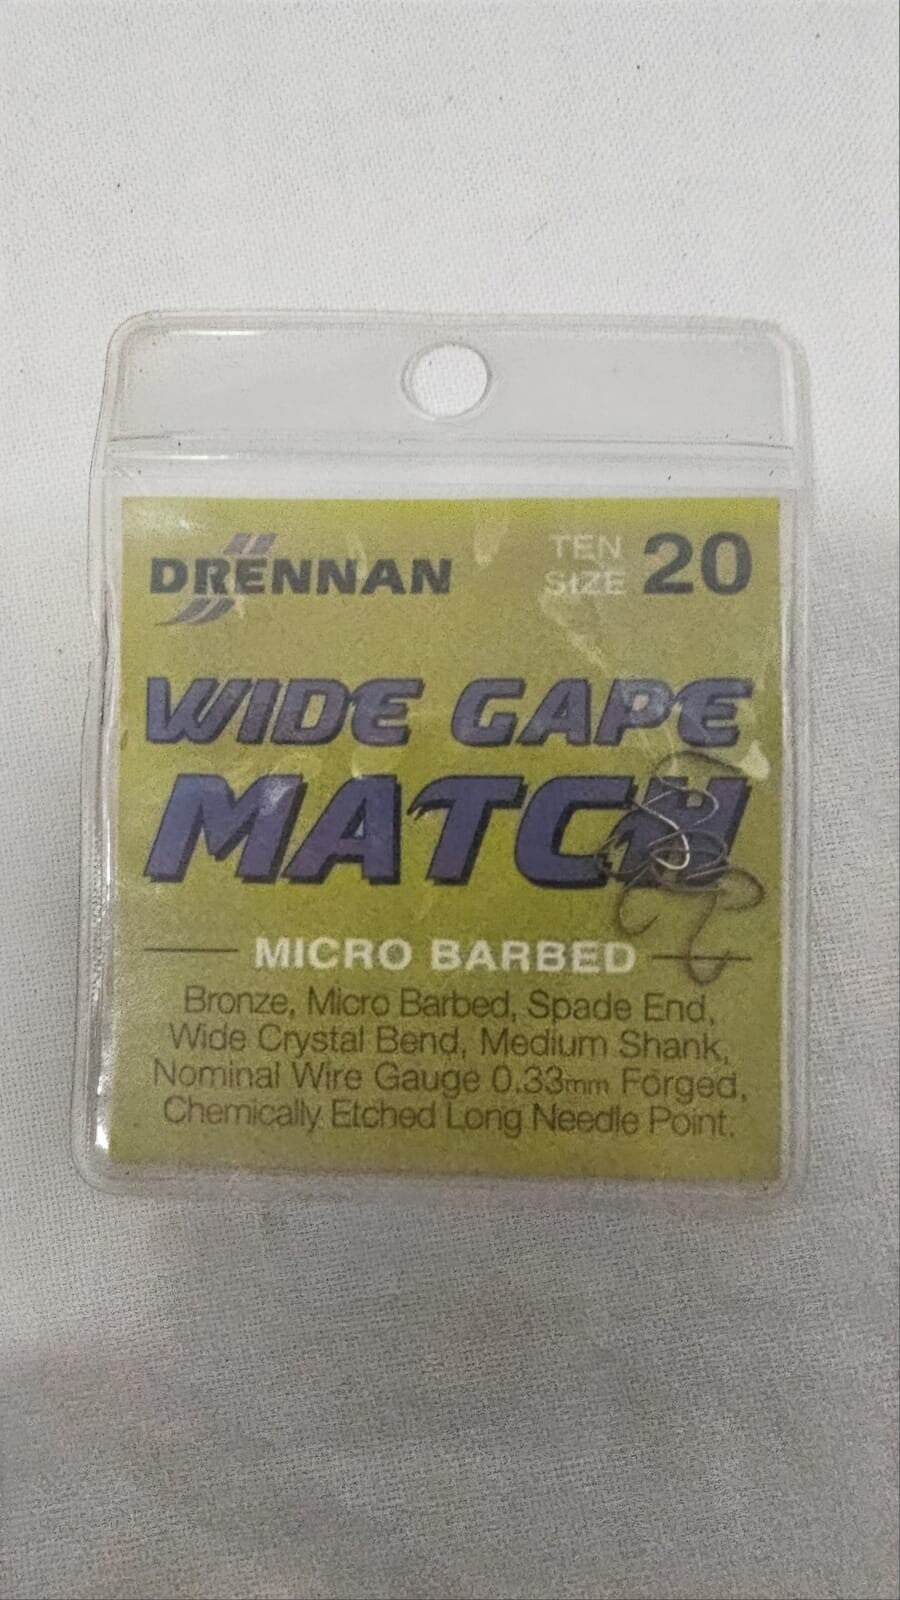 DRENNAN
TEN
SIZE 20
WIDE GAPE
MATCH
MICRO BARBED
Bronze, Micro Barbed, Spade End,
Wide Crystal Bend, Medium Shank,
Nominal Wire Gauge 0.33mm Forged,
Chemically Etched Long Needle Point.